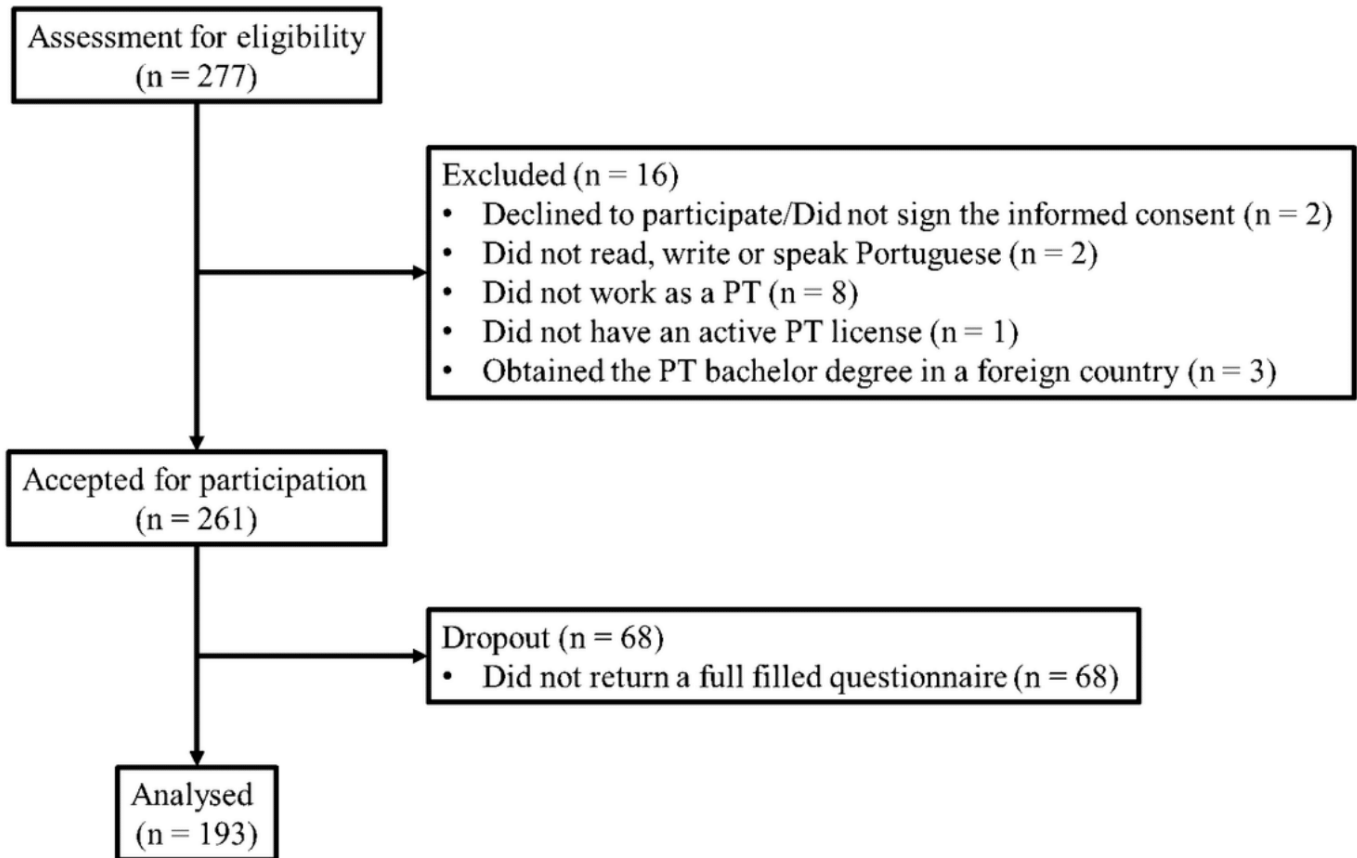 Assessment for eligibility
(n = 277)
Excluded (n = 16)
• Declined to participate/Did not sign the informed consent (n = 2)
• Did not read, write or speak Portuguese (n = 2)
• Did not work as a PT (n = 8)
• Did not have an active PT license (n = 1)
• Obtained the PT bachelor degree in a foreign country (n = 3)
Accepted for participation
(n = 261)
Dropout (n = 68)
• Did not return a full filled questionnaire (n = 68)
Analysed
(n = 193)